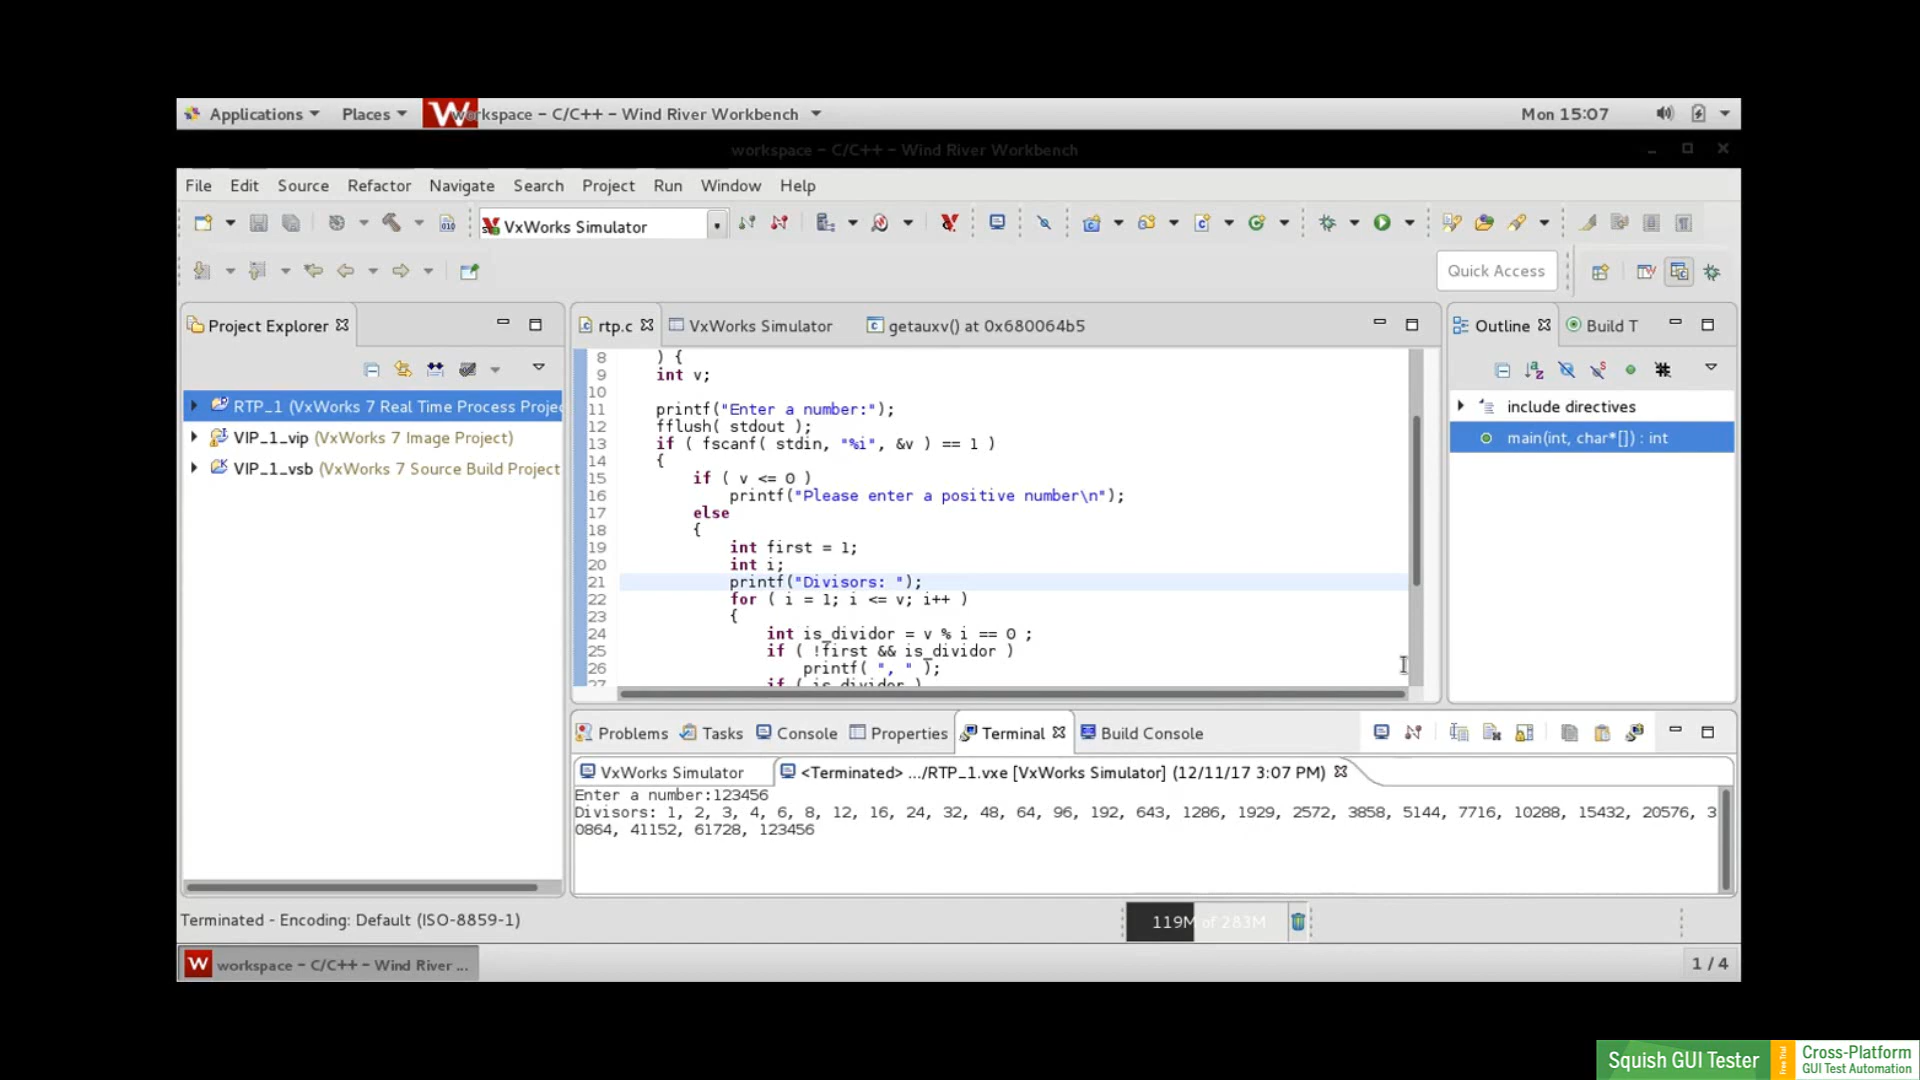 Applications Places workspace – C/C++ – Wind River Workbench Mon 15:07
workspace – C/C++ – Wind River Workbench
File Edit Source Refactor Navigate Search Project Run Window Help
VxWorks Simulator
Quick Access
Project Explorer
RTP_1 (VxWorks 7 Real Time Process Projec
VIP_1_vip (VxWorks 7 Image Project)
VIP_1_vsb (VxWorks 7 Source Build Project
rtp.c VxWorks Simulator getauxv() at 0x680064b5
8 ) {
9 int v;
10
11 printf("Enter a number:");
12 fflush( stdout );
13 if ( fscanf( stdin, "%i", &v ) == 1 )
14 {
15 if ( v <= 0 )
16 printf("Please enter a positive number\n");
17 else
18 {
19 int first = 1;
20 int i;
21 printf("Divisors: ");
22 for ( i = 1; i <= v; i++ )
23 {
24 int is_dividor = v % i == 0 ;
25 if ( !first && is_dividor )
26 printf( ", " );
27 if ( is_dividor )
Outline Build T
include directives
main(int, char*[]) : int
Problems Tasks Console Properties Terminal Build Console
VxWorks Simulator <Terminated> .../RTP_1.vxe [VxWorks Simulator] (12/11/17 3:07 PM)
Enter a number:123456
Divisors: 1, 2, 3, 4, 6, 8, 12, 16, 24, 32, 48, 64, 96, 192, 643, 1286, 1929, 2572, 3858, 5144, 7716, 10288, 15432, 20576, 3
0864, 41152, 61728, 123456
Terminated - Encoding: Default (ISO-8859-1)
119M of 283M
W workspace – C/C++ – Wind River ...
1 / 4
Squish GUI Tester
Free Trial
Cross-Platform
GUI Test Automation